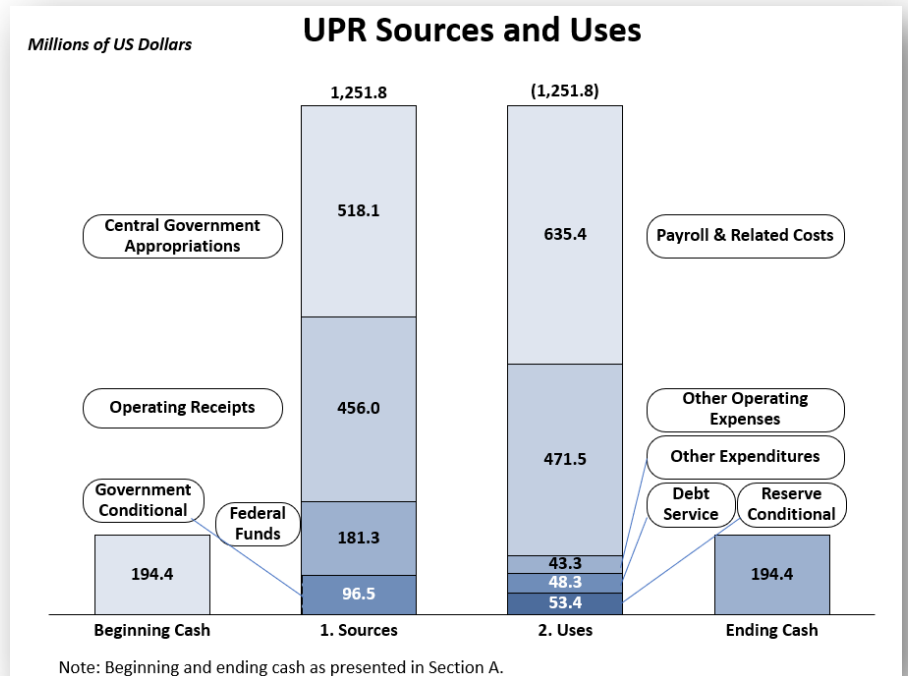 UPR Sources and Uses
Millions of US Dollars
1,251.8
(1,251.8)
518.1
635.4
Central Government
Appropriations
Payroll & Related Costs
Operating Receipts
456.0
471.5
Other Operating
Expenses
Other Expenditures
Government
Conditional
Federal
Funds
Debt
Service
Reserve
Conditional
181.3
96.5
43.3
48.3
53.4
194.4
194.4
Beginning Cash
1. Sources
2. Uses
Ending Cash
Note: Beginning and ending cash as presented in Section A.